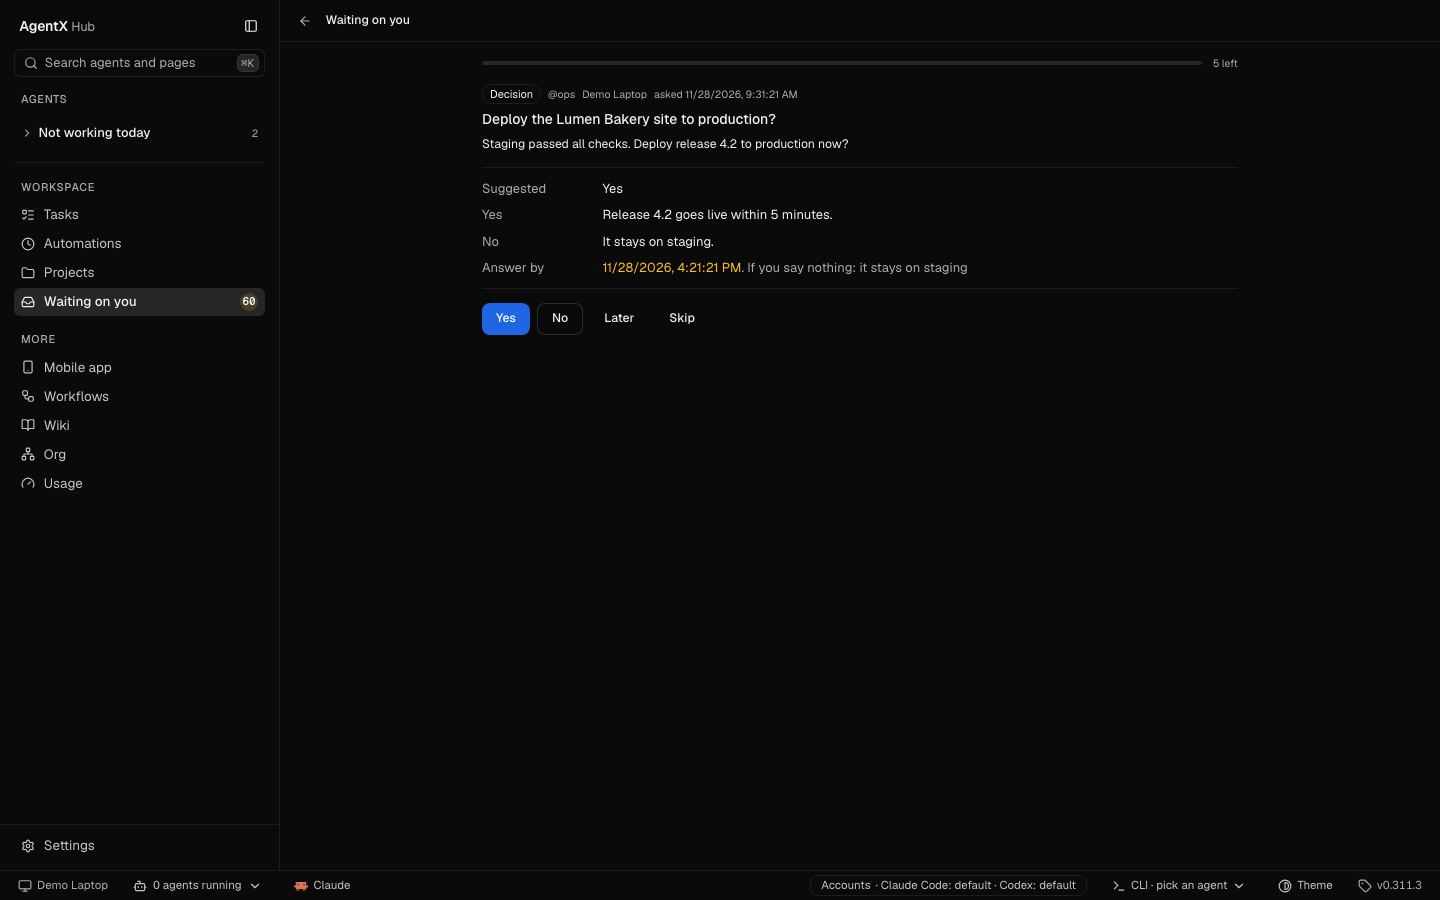 AgentX Hub
Search agents and pages ⌘K
AGENTS
Not working today 2
WORKSPACE
Tasks
Automations
Projects
Waiting on you 60
MORE
Mobile app
Workflows
Wiki
Org
Usage
Settings
Waiting on you
5 left
Decision @ops Demo Laptop asked 11/28/2026, 9:31:21 AM
Deploy the Lumen Bakery site to production?
Staging passed all checks. Deploy release 4.2 to production now?
Suggested Yes
Yes Release 4.2 goes live within 5 minutes.
No It stays on staging.
Answer by 11/28/2026, 4:21:21 PM. If you say nothing: it stays on staging
Yes No Later Skip
Demo Laptop 0 agents running Claude Accounts · Claude Code: default · Codex: default CLI · pick an agent Theme v0.311.3